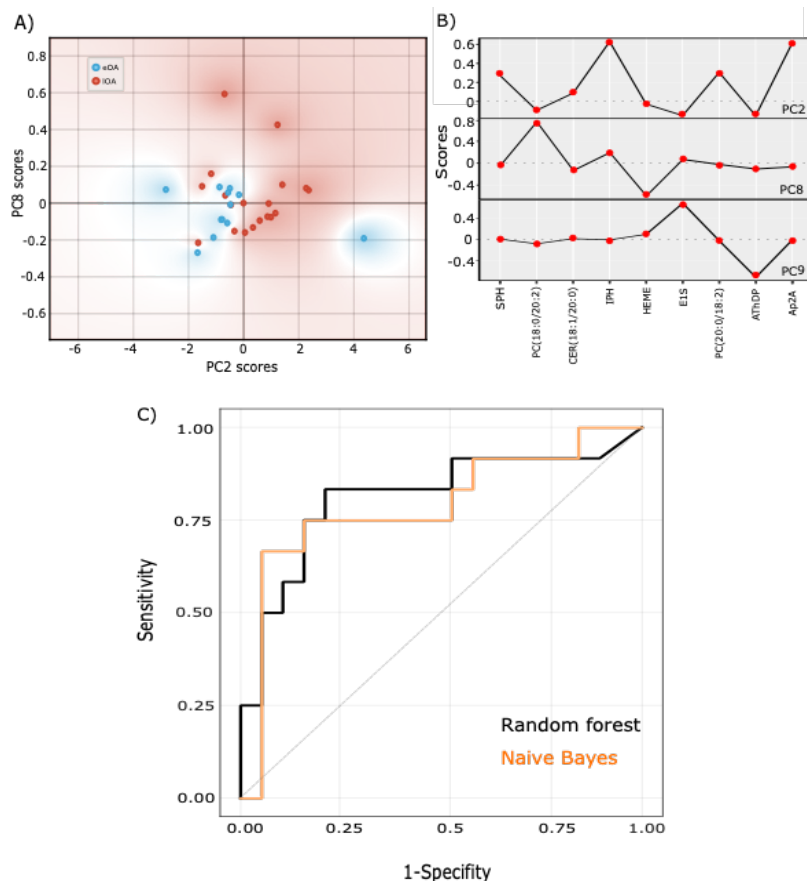 A)
0.8
0.6
0.4
0.2
0
-0.2
-0.4
-0.6
PC8 scores
eOA
lOA
-6
-4
-2
0
2
4
6
PC2 scores
B)
Scores
0.6
0.4
0.2
0
PC2
0.8
0
-0.4
PC8
0.4
0
-0.4
PC9
SPH
PC(18:0/20:2)
CER(18:1/20:0)
IPH
HEME
E1S
PC(20:0/18:2)
AThDP
Ap2A
C)
1.00
0.75
0.50
0.25
0.00
Sensitivity
Random forest
Naive Bayes
0.00
0.25
0.5
0.75
1.00
1-Specifity